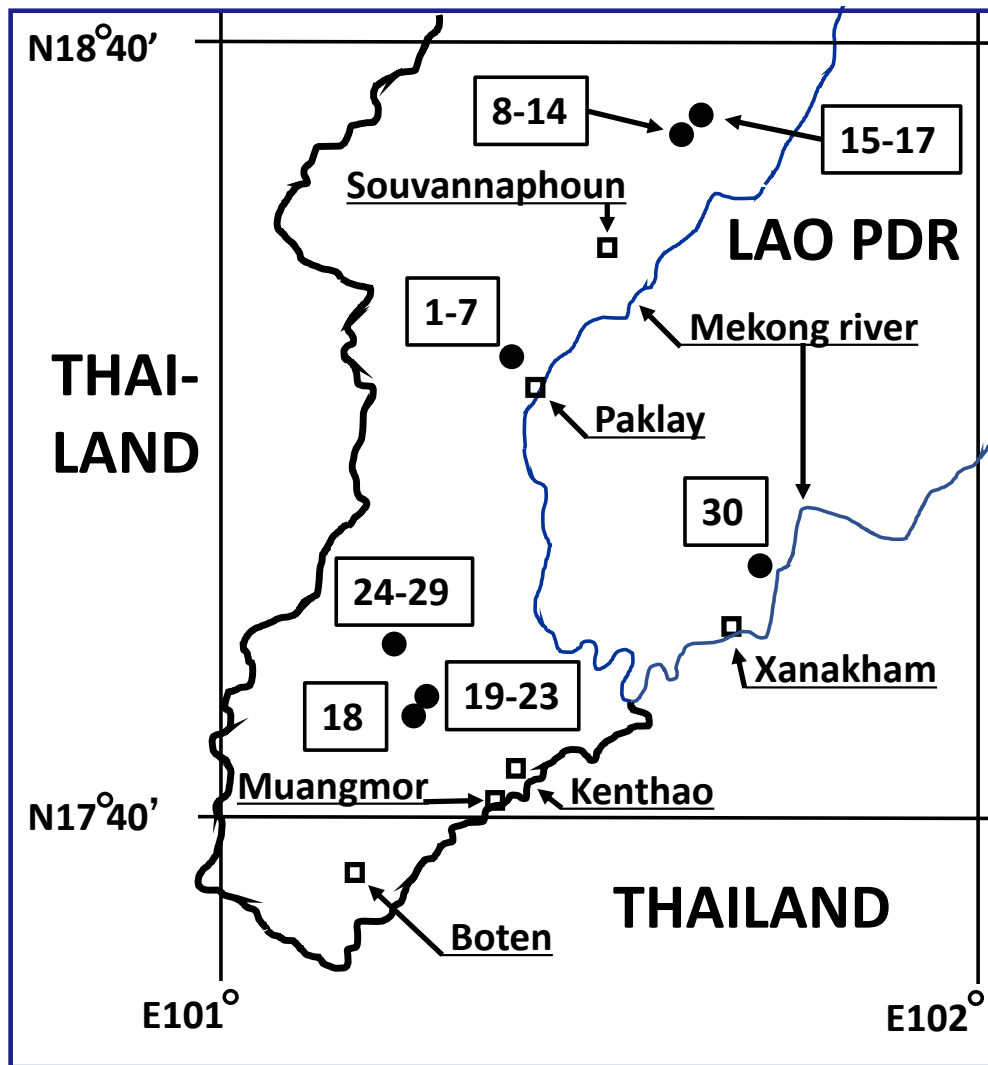 N18°40’
8-14
15-17
Souvannaphoun
LAO PDR
1-7
Mekong river
THAI-
LAND
Paklay
30
24-29
Xanakham
19-23
18
Muangmor
Kenthao
N17°40’
THAILAND
Boten
E101°
E102°